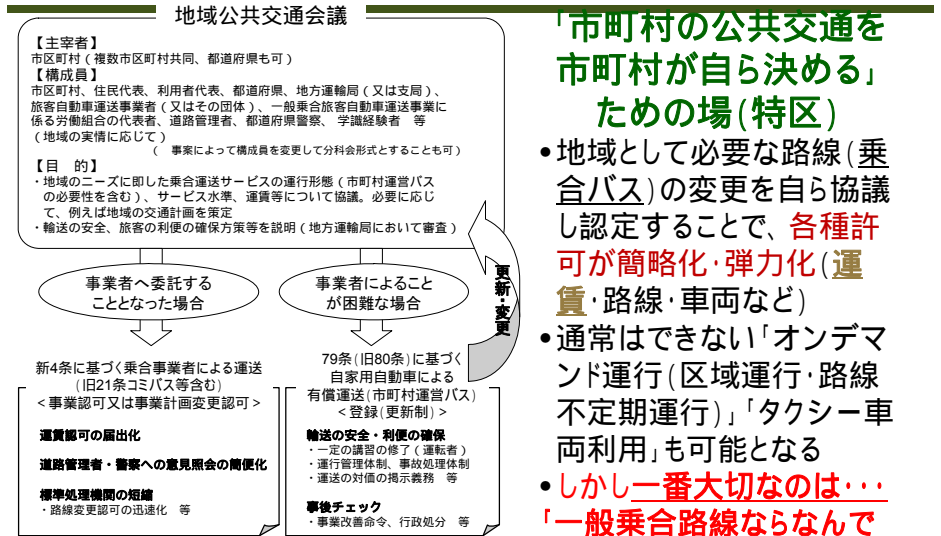 地域公共交通会議
【主宰者】
市区町村（複数市区町村共同、都道府県も可）
【構成員】
市区町村、住民代表、利用者代表、都道府県、地方運輸局（又は支局）、
旅客自動車運送事業者（又はその団体）、一般乗合旅客自動車運送事業に
係る労働組合の代表者、道路管理者、都道府県警察、 学識経験者　等
（地域の実情に応じて）
（　事案によって構成員を変更して分科会形式とすることも可）
【目　的】
・地域のニーズに即した乗合運送サービスの運行形態（市町村運営バス
の必要性を含む）、サービス水準、運賃等について協議。必要に応じ
て、例えば地域の交通計画を策定
・輸送の安全、旅客の利便の確保方策等を説明（地方運輸局において審査）
事業者へ委託する
こととなった場合
事業者によること
が困難な場合
更新・変更
新4条に基づく乗合事業者による運送
(旧21条コミバス等含む)
＜事業認可又は事業計画変更認可＞
運賃認可の届出化
道路管理者・警察への意見照会の簡便化
標準処理機関の短縮
・路線変更認可の迅速化　等
79条(旧80条)に基づく
自家用自動車による
有償運送(市町村運営バス)
＜登録(更新制)＞
輸送の安全・利便の確保
・一定の講習の修了（運転者）
・運行管理体制、事故処理体制
・運送の対価の掲示義務　等
事後チェック
・事業改善命令、行政処分　等
「市町村の公共交通を
市町村が自ら決める」
ための場(特区)
•地域として必要な路線(乗
合バス)の変更を自ら協議
し認定することで、各種許
可が簡略化・弾力化(運
賃・路線・車両など)
•通常はできない「オンデマ
ンド運行(区域運行・路線
不定期運行)」「タクシー車
両利用」も可能となる
•しかし一番大切なのは・・・
「一般乗合路線ならなんで